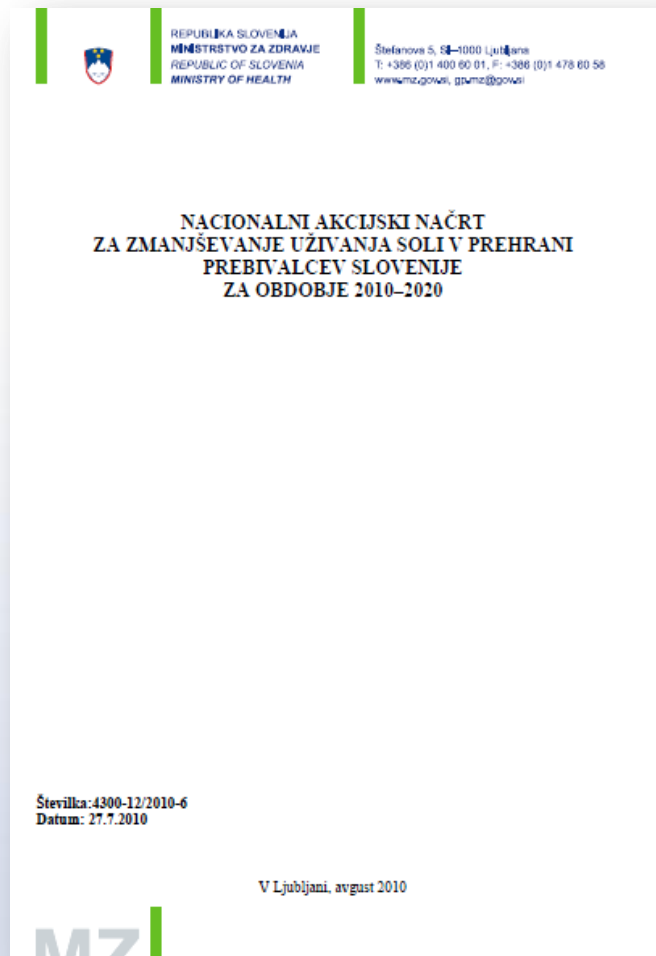 REPUBLIKA SLOVENIJA
MINISTRSTVO ZA ZDRAVJE
REPUBLIC OF SLOVENIA
MINISTRY OF HEALTH
Štefanova 5, SI–1000 Ljubljana
T: +386 (0)1 400 60 01, F: +386 (0)1 478 60 58
www.mz.gov.si, gp.mz@gov.si
NACIONALNI AKCIJSKI NAČRT
ZA ZMANJŠEVANJE UŽIVANJA SOLI V PREHRANI
PREBIVALCEV SLOVENIJE
ZA OBDOBJE 2010–2020
Številka:4300-12/2010-6
Datum: 27.7.2010
V Ljubljani, avgust 2010
MZ